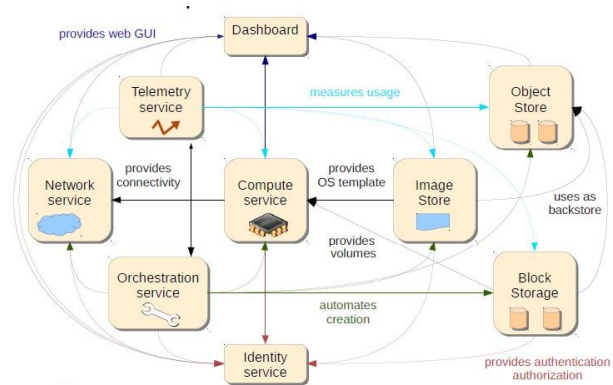 provides web GUI
Dashboard
Telemetry
service
measures usage
Object
Store
Network
service
provides
connectivity
Compute
service
provides
OS template
Image
Store
uses as
backstore
provides
volumes
Orchestration
service
automates
creation
Block
Storage
Identity
service
provides authentication
authorization